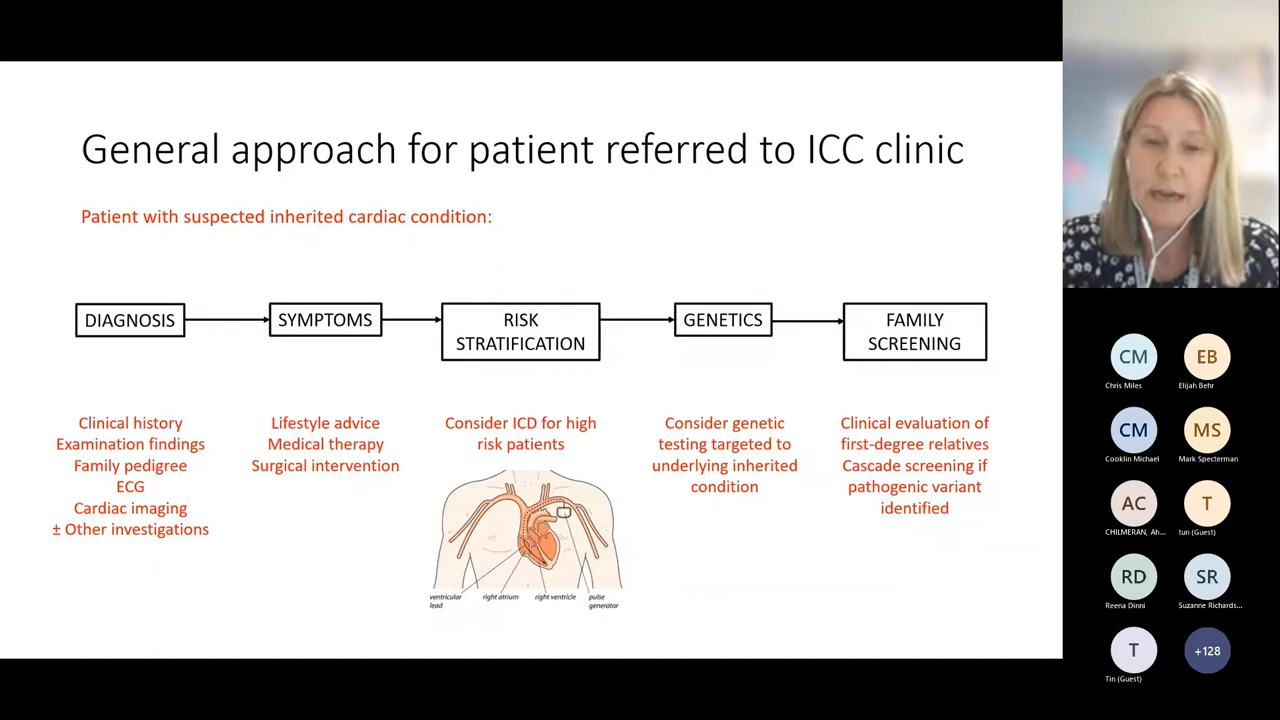 General approach for patient referred to ICC clinic
Patient with suspected inherited cardiac condition:
DIAGNOSIS
SYMPTOMS
RISK
STRATIFICATION
GENETICS
FAMILY
SCREENING
Clinical history
Examination findings
Family pedigree
ECG
Cardiac imaging
± Other investigations
Lifestyle advice
Medical therapy
Surgical intervention
Consider ICD for high
risk patients
ventricular
lead
right atrium
right ventricle
pulse
generator
Consider genetic
testing targeted to
underlying inherited
condition
Clinical evaluation of
first-degree relatives
Cascade screening if
pathogenic variant
identified
CM
Chris Miles
EB
Elijah Behr
CM
Cooklin Michael
MS
Mark Specterman
AC
CHILMERAN, Ah...
T
tun (Guest)
RD
Reena Dinni
SR
Suzanne Richards...
T
Tin (Guest)
+128